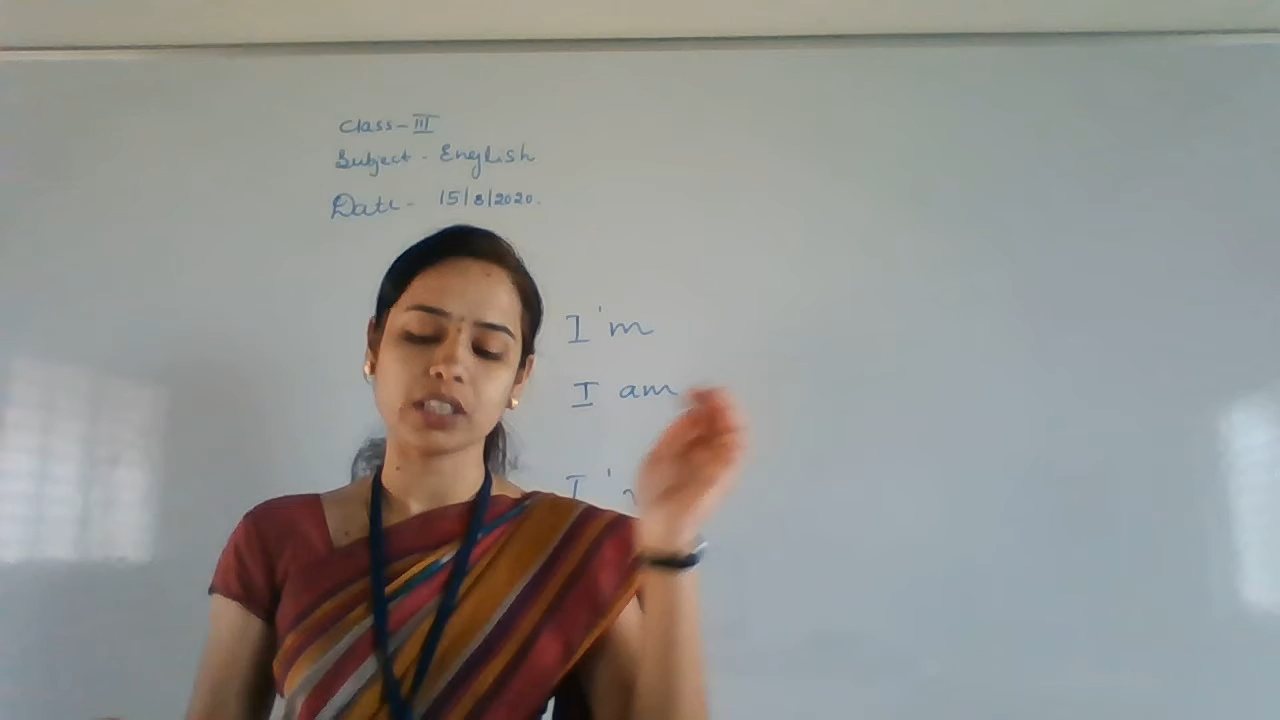 Class - III
Subject - English
Date - 15/8/2020.
I'm
I am